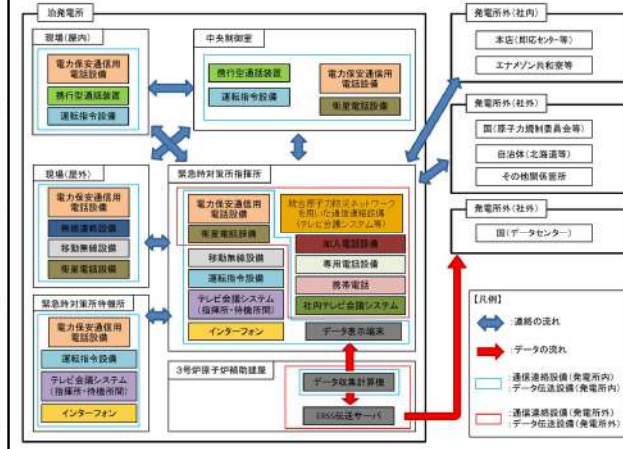 泊発電所
現場(屋内)
電力保安通信用
電話設備
携行型通話装置
運転指令設備
中央制御室
携行型通話装置
運転指令設備
電力保安通信用
電話設備
衛星電話設備
現場(屋外)
電力保安通信用
電話設備
無線連絡設備
移動無線設備
衛星電話設備
緊急時対策所指揮所
電力保安通信用
電話設備
衛星電話設備
移動無線設備
運転指令設備
テレビ会議システム
(指揮所・待機所間)
インターフォン
統合原子力防災ネットワーク
を用いた通信連絡設備
(テレビ会議システム等)
加入電話設備
専用電話設備
携帯電話
社内テレビ会議システム
データ表示端末
緊急時対策所待機所
電力保安通信用
電話設備
運転指令設備
テレビ会議システム
(指揮所・待機所間)
インターフォン
3号炉原子炉補助建屋
データ収集計算機
ERSS伝送サーバ
発電所外(社内)
本店(即応センター等)
エナメゾン共和寮等
発電所外(社外)
国(原子力規制委員会等)
自治体(北海道等)
その他関係箇所
発電所外(社外)
国(データセンター)
【凡例】
:連絡の流れ
:データの流れ
:通信連絡設備(発電所内)
:データ伝送設備(発電所内)
:通信連絡設備(発電所外)
:データ伝送設備(発電所外)